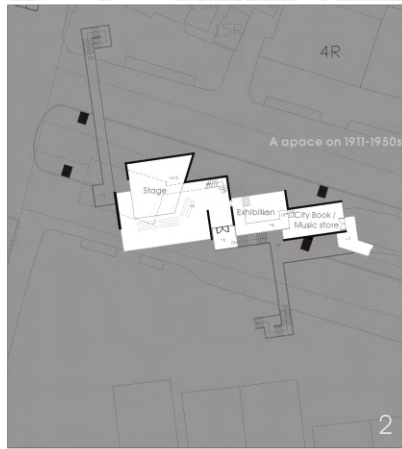 15R
4R
A apace on 1911-1950s
Stage
Exhibition
City Book /
Music store
2